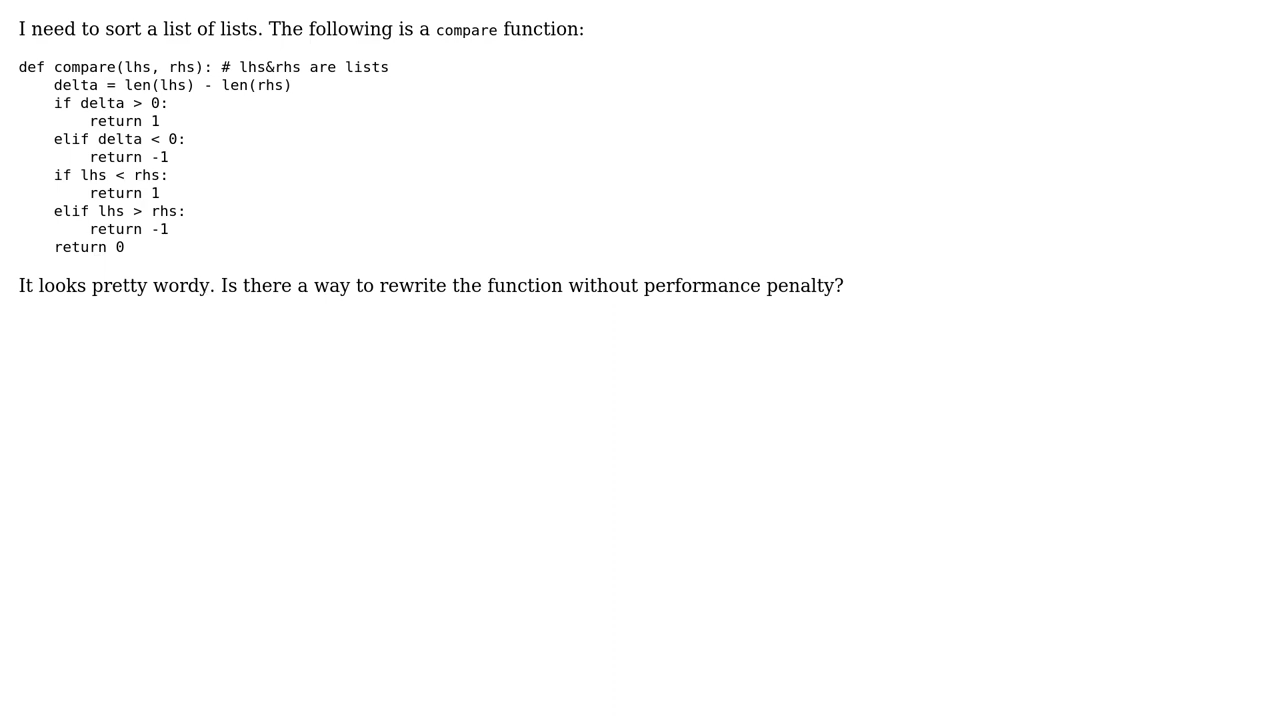 I need to sort a list of lists. The following is a compare function:
def compare(lhs, rhs): # lhs&rhs are lists
    delta = len(lhs) - len(rhs)
    if delta > 0:
        return 1
    elif delta < 0:
        return -1
    if lhs < rhs:
        return 1
    elif lhs > rhs:
        return -1
    return 0
It looks pretty wordy. Is there a way to rewrite the function without performance penalty?